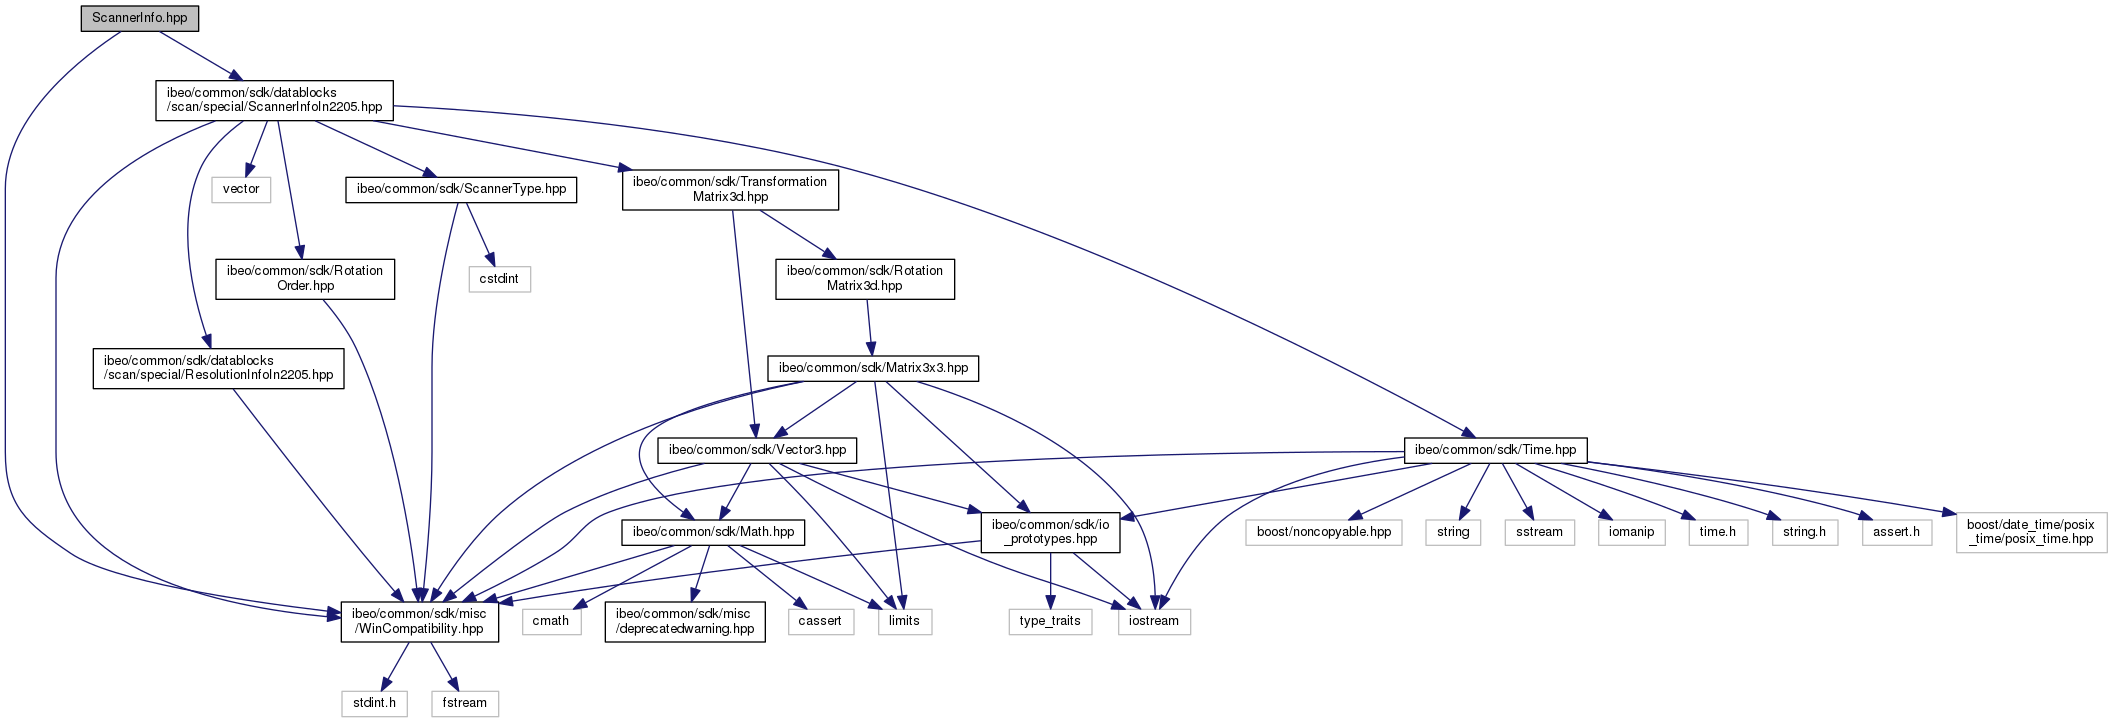 ScannerInfo.hpp
ibeo/common/sdk/datablocks
/scan/special/ScannerInfoIn2205.hpp
vector
ibeo/common/sdk/ScannerType.hpp
ibeo/common/sdk/Transformation
Matrix3d.hpp
ibeo/common/sdk/Rotation
Order.hpp
cstdint
ibeo/common/sdk/Rotation
Matrix3d.hpp
ibeo/common/sdk/datablocks
/scan/special/ResolutionInfoIn2205.hpp
ibeo/common/sdk/Matrix3x3.hpp
ibeo/common/sdk/Vector3.hpp
ibeo/common/sdk/Time.hpp
ibeo/common/sdk/Math.hpp
ibeo/common/sdk/io
_prototypes.hpp
boost/noncopyable.hpp
string
sstream
iomanip
time.h
string.h
assert.h
boost/date_time/posix
_time/posix_time.hpp
ibeo/common/sdk/misc
/WinCompatibility.hpp
cmath
ibeo/common/sdk/misc
/deprecatedwarning.hpp
cassert
limits
type_traits
iostream
stdint.h
fstream